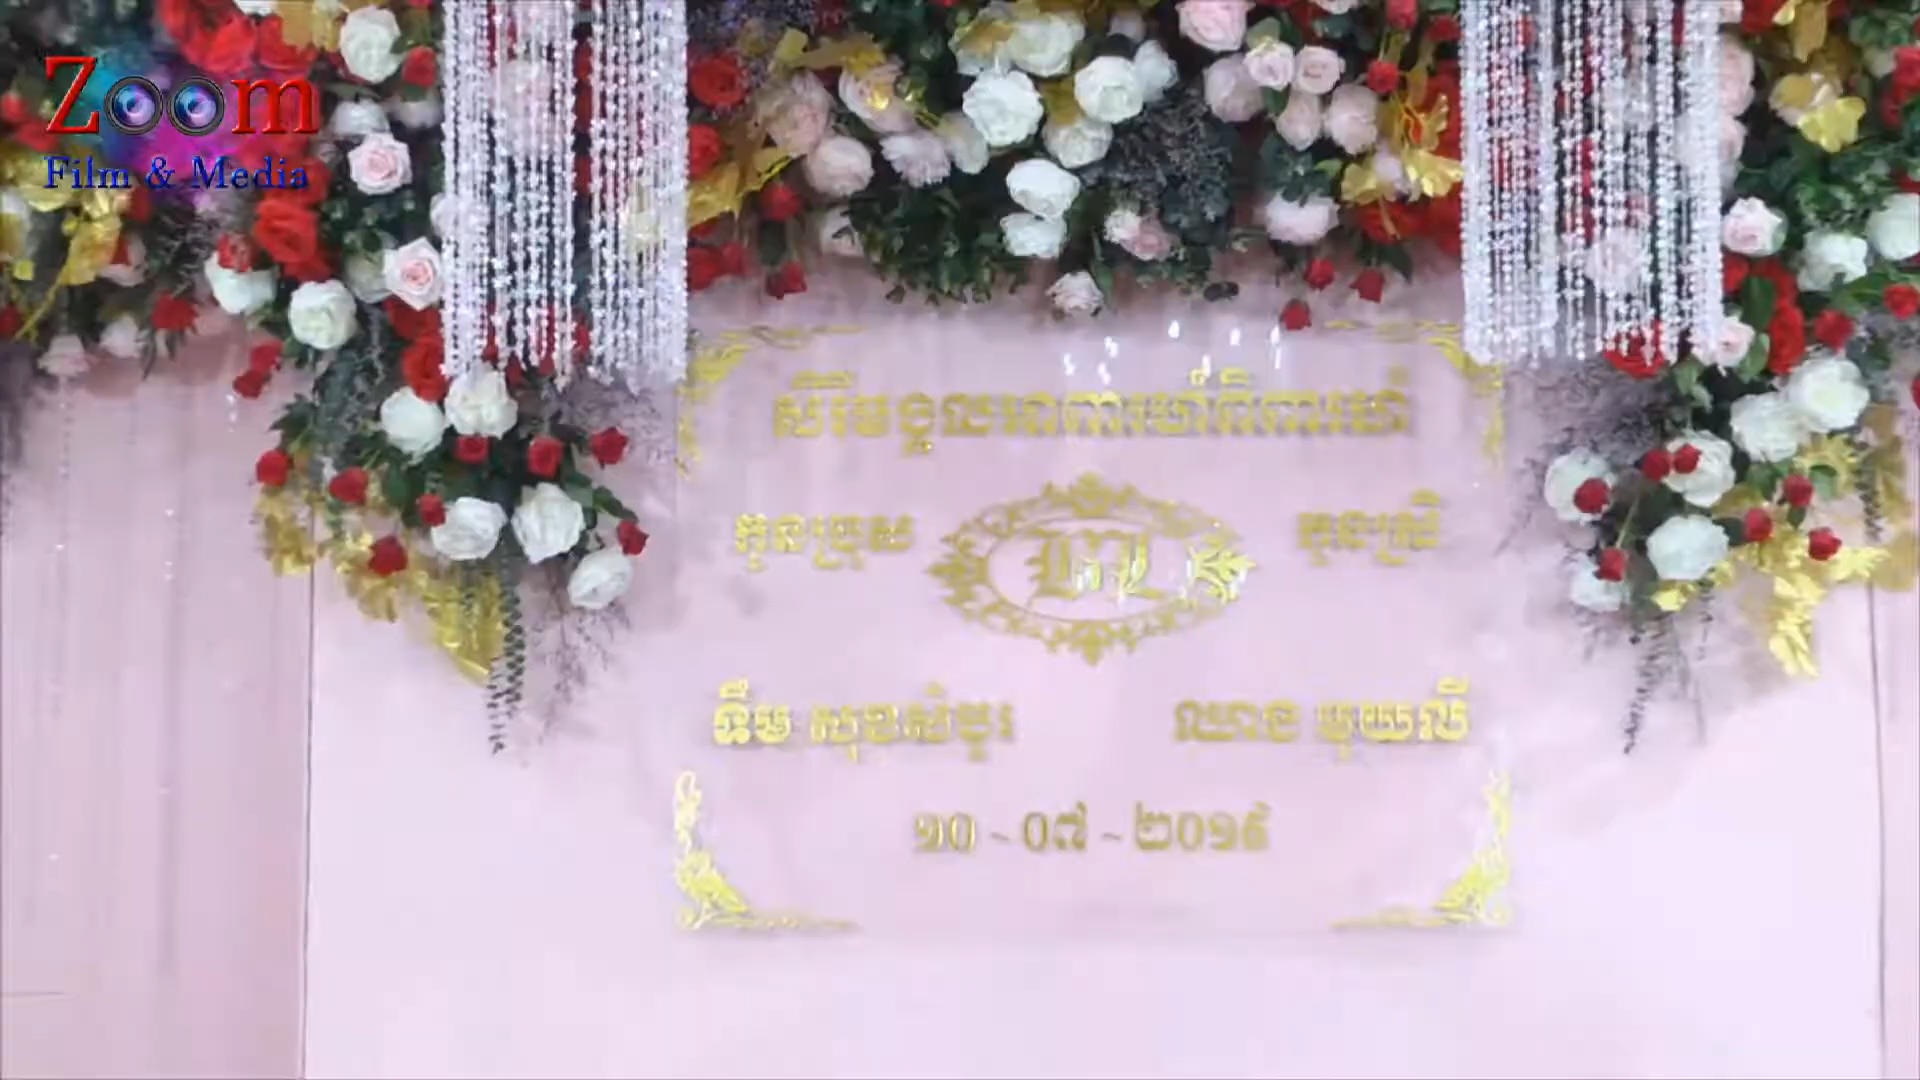 Zoom
Film & Media
សិរីមង្គលអាពាហ៍ពិពាហ៍
កូនប្រុស
កូនស្រី
ទឹម សុខសំបូរ
ឈាន មុយលី
១០ - ០៧ - ២០១៩